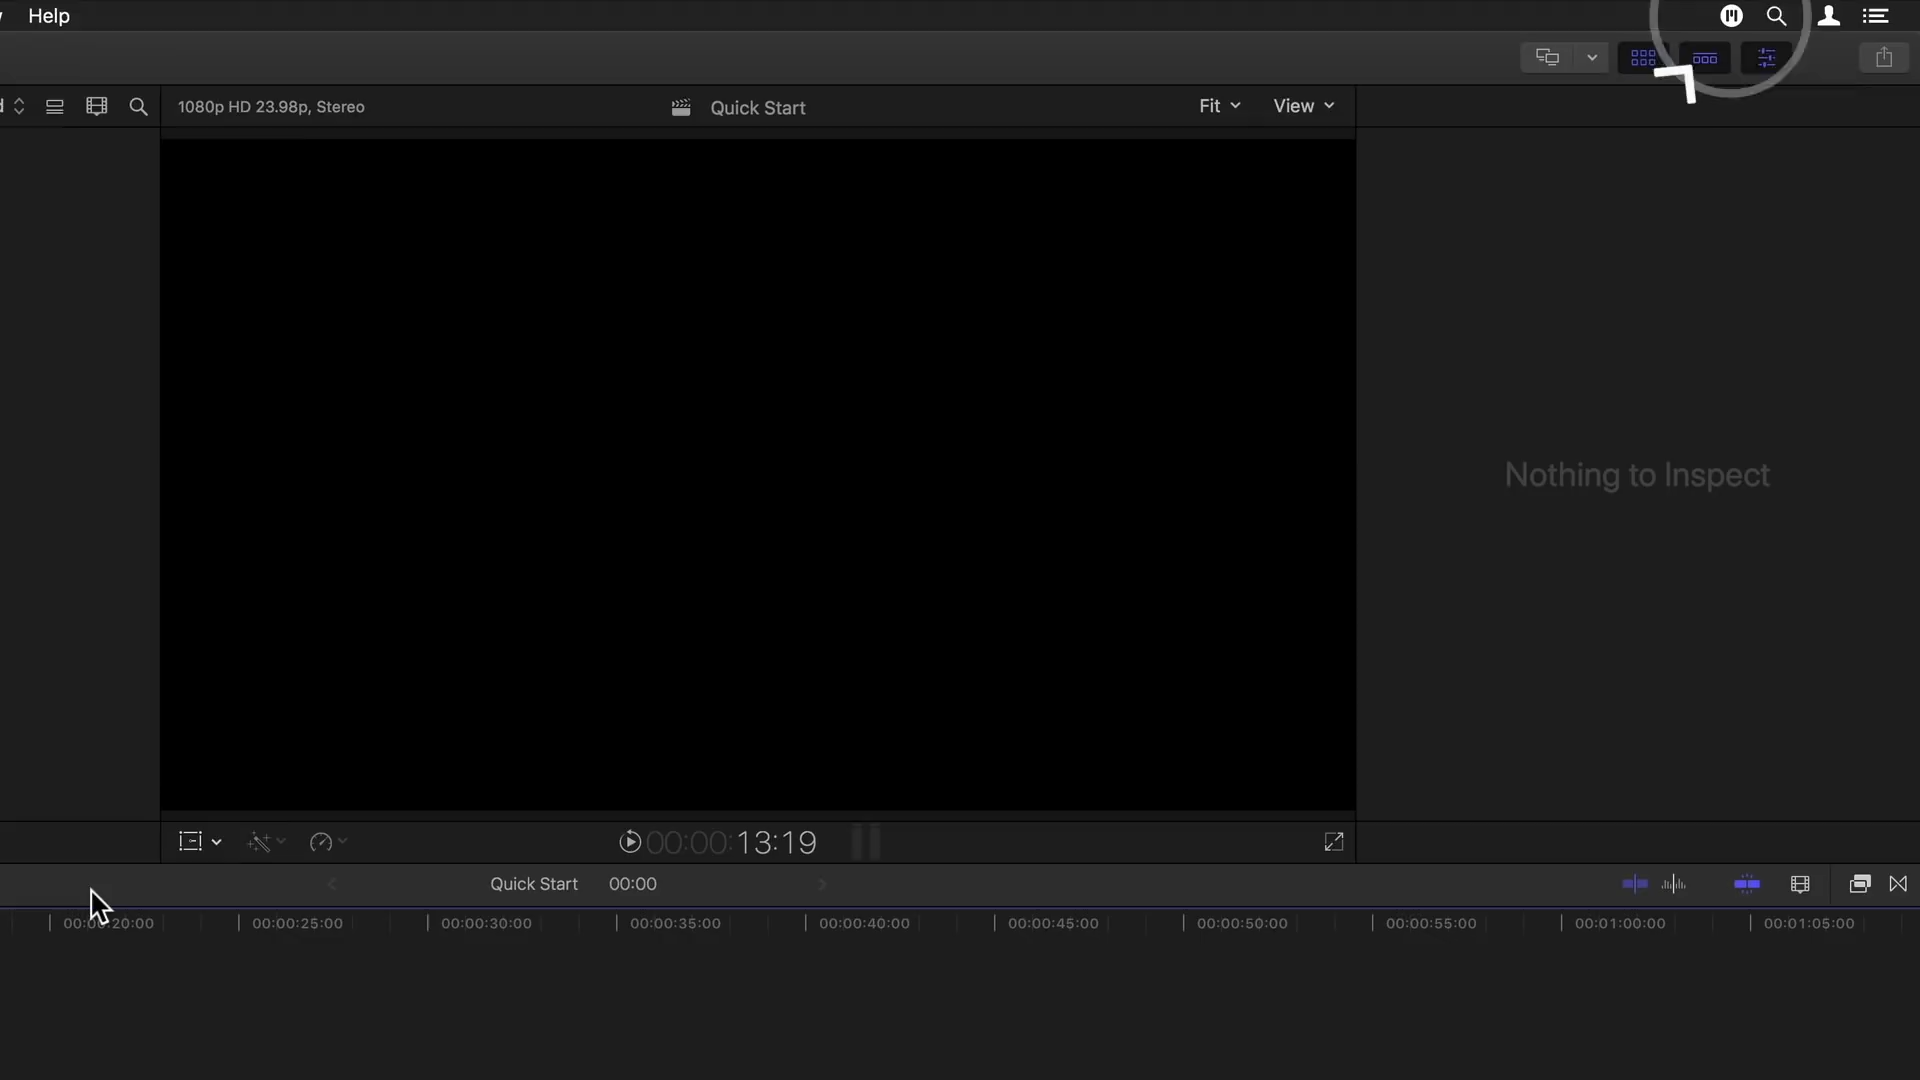 Help
1080p HD 23.98p, Stereo
Quick Start
Fit
View
Nothing to Inspect
00:00:13:19
Quick Start
00:00
00:00:20:00
00:00:25:00
00:00:30:00
00:00:35:00
00:00:40:00
00:00:45:00
00:00:50:00
00:00:55:00
00:01:00:00
00:01:05:00